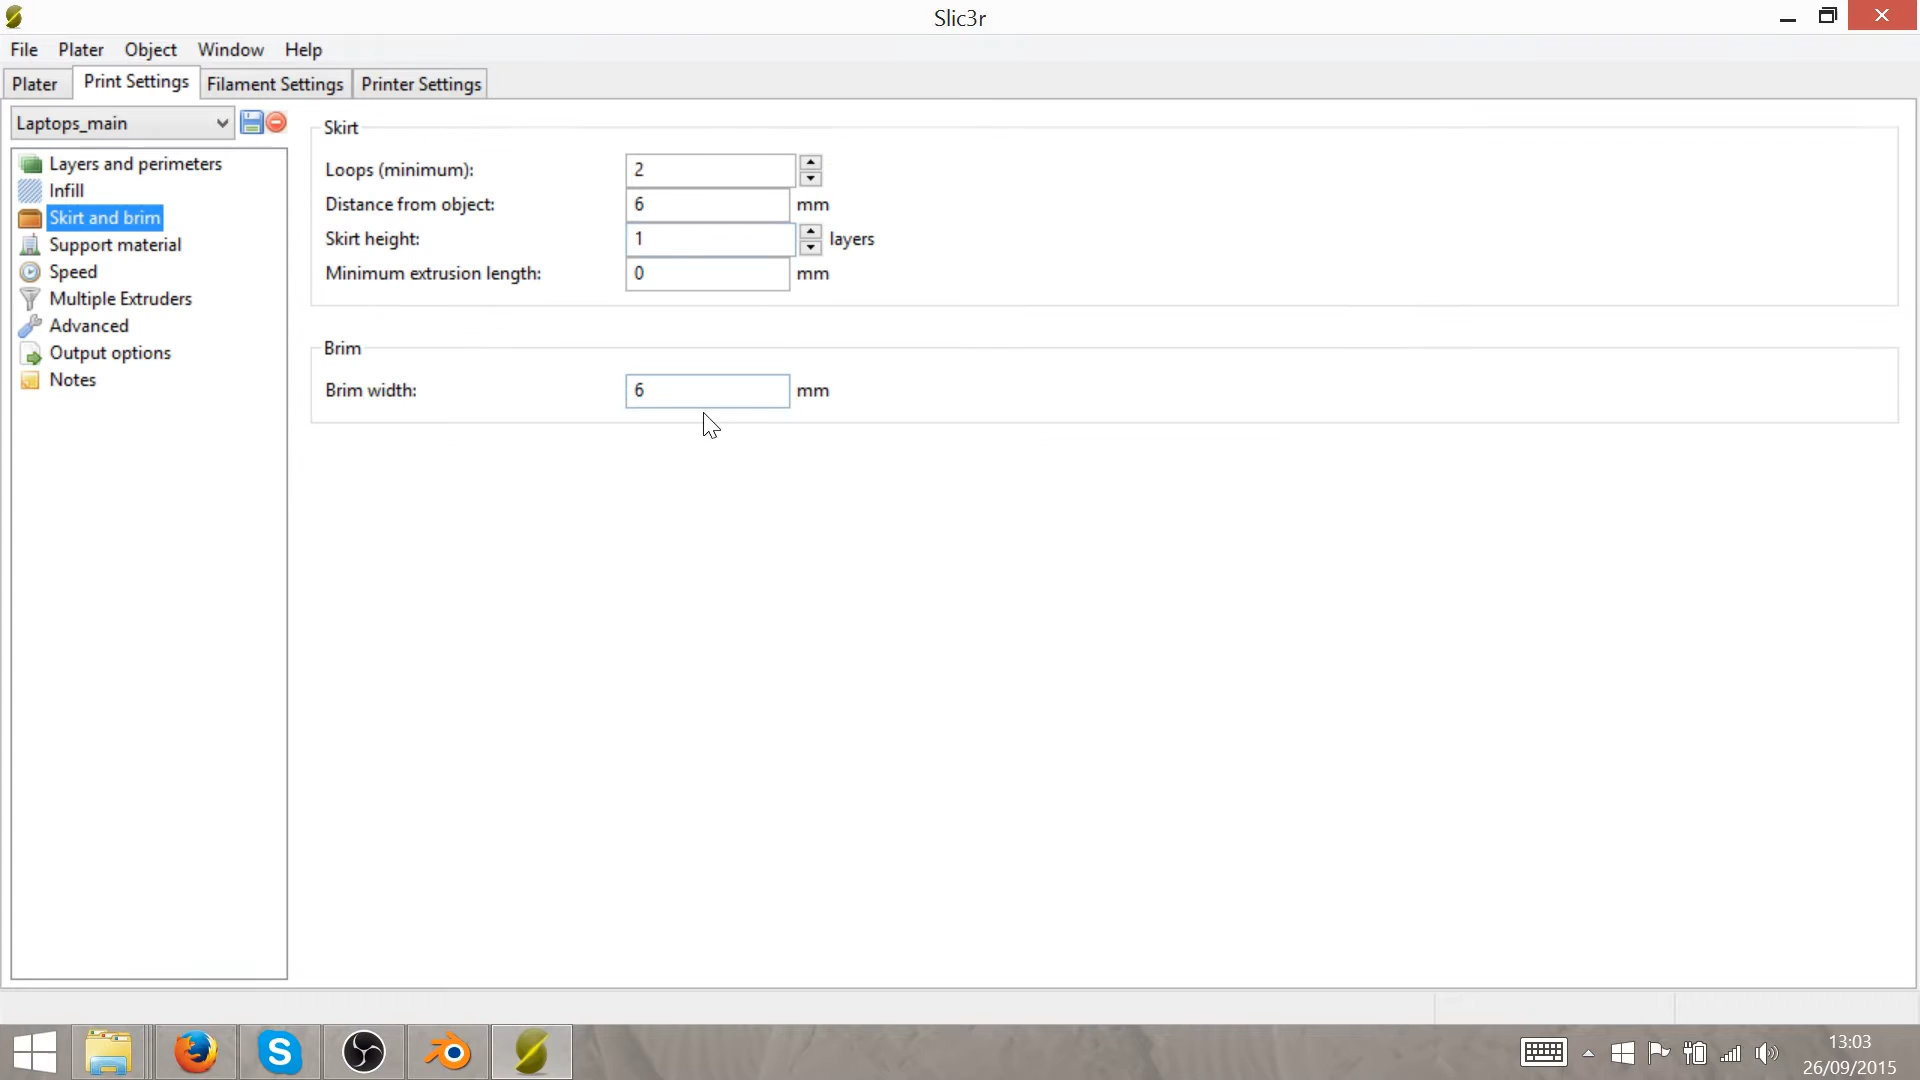 Slic3r
File Plater Object Window Help
Plater Print Settings Filament Settings Printer Settings
Laptops_main
Layers and perimeters
Infill
Skirt and brim
Support material
Speed
Multiple Extruders
Advanced
Output options
Notes
Skirt
Loops (minimum): 2
Distance from object: 6 mm
Skirt height: 1 layers
Minimum extrusion length: 0 mm
Brim
Brim width: 6 mm
13:03
26/09/2015